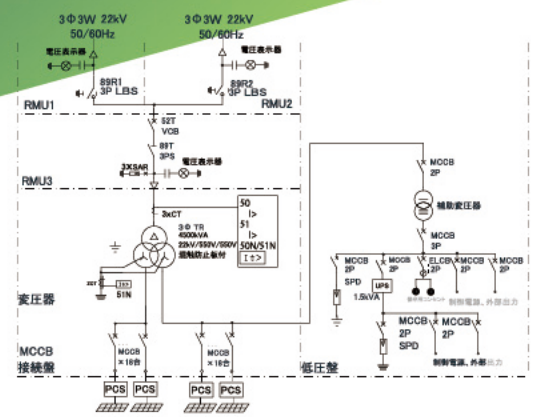 3Φ3W 22kV
50/60Hz
3Φ3W 22kV
50/60Hz
電圧表示器
電圧表示器
89R1
3P LBS
89R2
3P LBS
RMU1
RMU2
52T
VCB
89T
3PS
3XSAR
電圧表示器
RMU3
3xCT
50
I>
51
I>
50N/51N
3Φ TR
4500kVA
22kV/550V/550V
混触防止板付
51N
変圧器
MCCB
2P
補助変圧器
MCCB
3P
MCCB
2P
SPD
MCCB
2P
ELCB
2P
MCCB
2P
MCCB
2P
UPS
1.5kVA
制御電源、外部出力
MCCB
2P
SPD
MCCB
2P
MCCB
2P
制御電源、外部出力
MCCB
接続盤
MCCB
×16台
MCCB
×16台
低圧盤
PCS
PCS
PCS
PCS